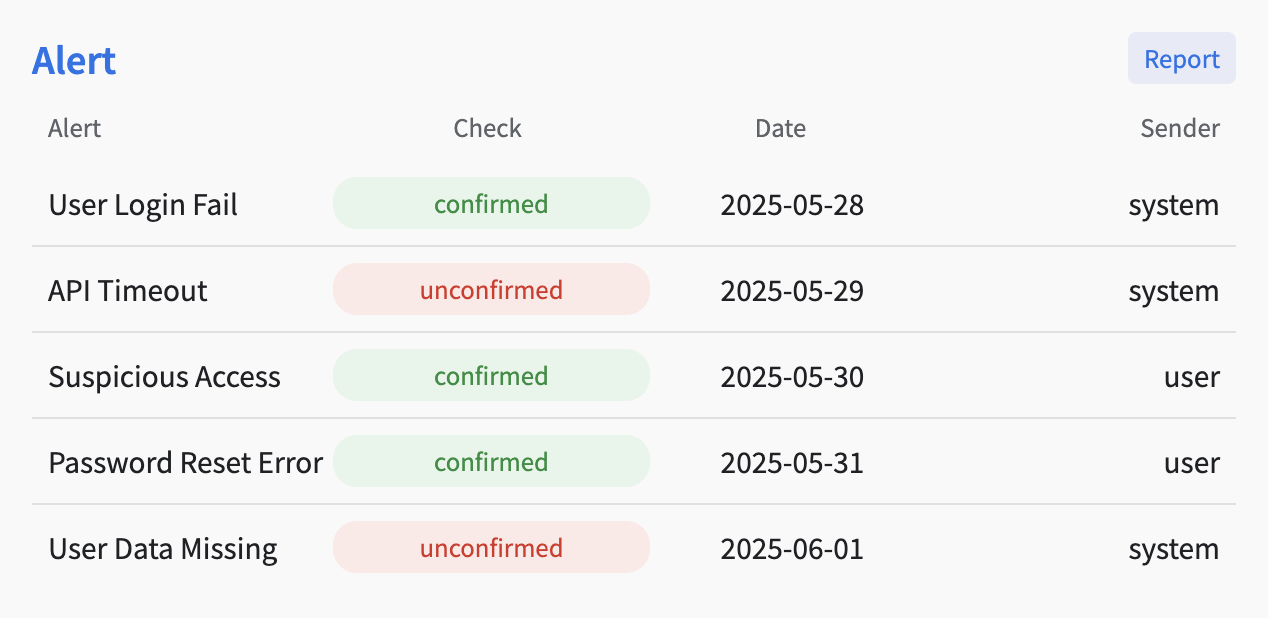 Alert
Report
Alert Check Date Sender
User Login Fail confirmed 2025-05-28 system
API Timeout unconfirmed 2025-05-29 system
Suspicious Access confirmed 2025-05-30 user
Password Reset Error confirmed 2025-05-31 user
User Data Missing unconfirmed 2025-06-01 system